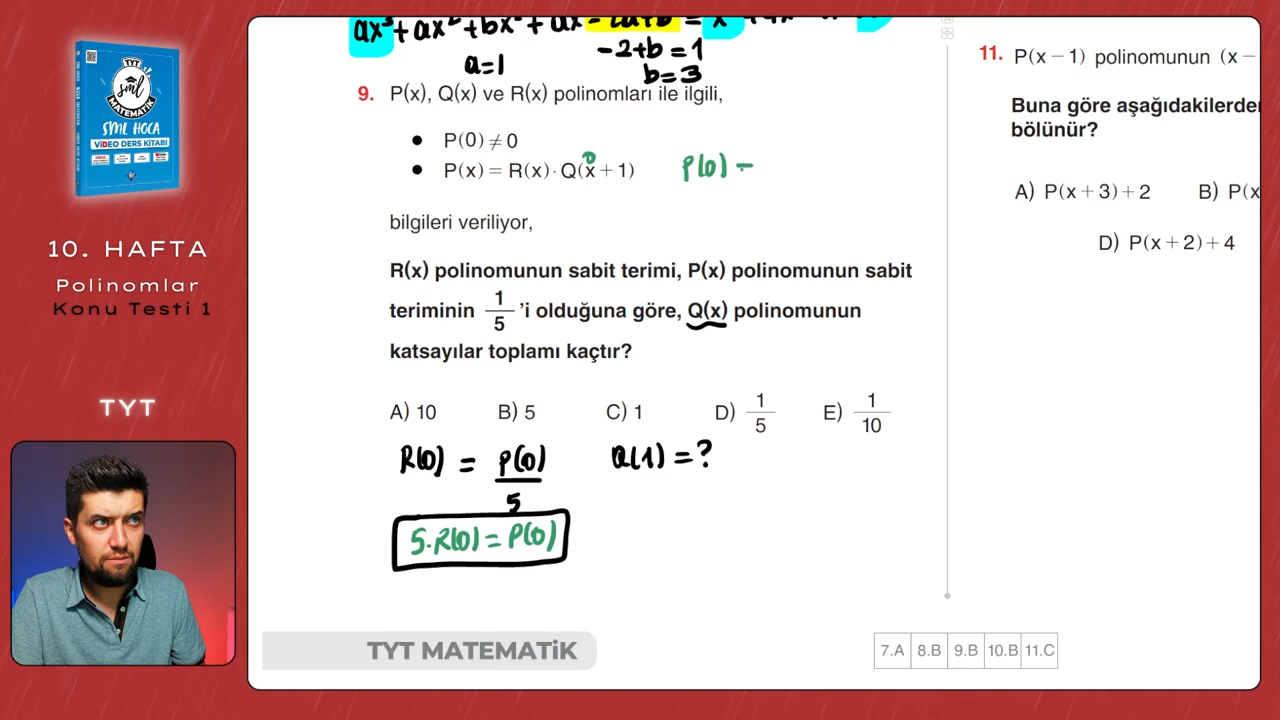 TYT
sml
MATEMATİK
SML HOCA
VİDEO DERS KİTABI
10. HAFTA
Polinomlar
Konu Testi 1
TYT
-2+b=1
a=1
b=3
9. P(x), Q(x) ve R(x) polinomları ile ilgili,
• P(0) ≠ 0
• P(x) = R(x) · Q(x + 1)
0
P(0) =
bilgileri veriliyor,
R(x) polinomunun sabit terimi, P(x) polinomunun sabit
teriminin 1/5 'i olduğuna göre, Q(x) polinomunun
katsayılar toplamı kaçtır?
A) 10 B) 5 C) 1 D) 1/5 E) 1/10
R(0) = P(0)/5 Q(1) = ?
5.R(0) = P(0)
TYT MATEMATİK
7.A 8.B 9.B 10.B 11.C
11. P(x − 1) polinomunun (x −
Buna göre aşağıdakilerden
bölünür?
A) P(x + 3) + 2 B) P(x
D) P(x + 2) + 4